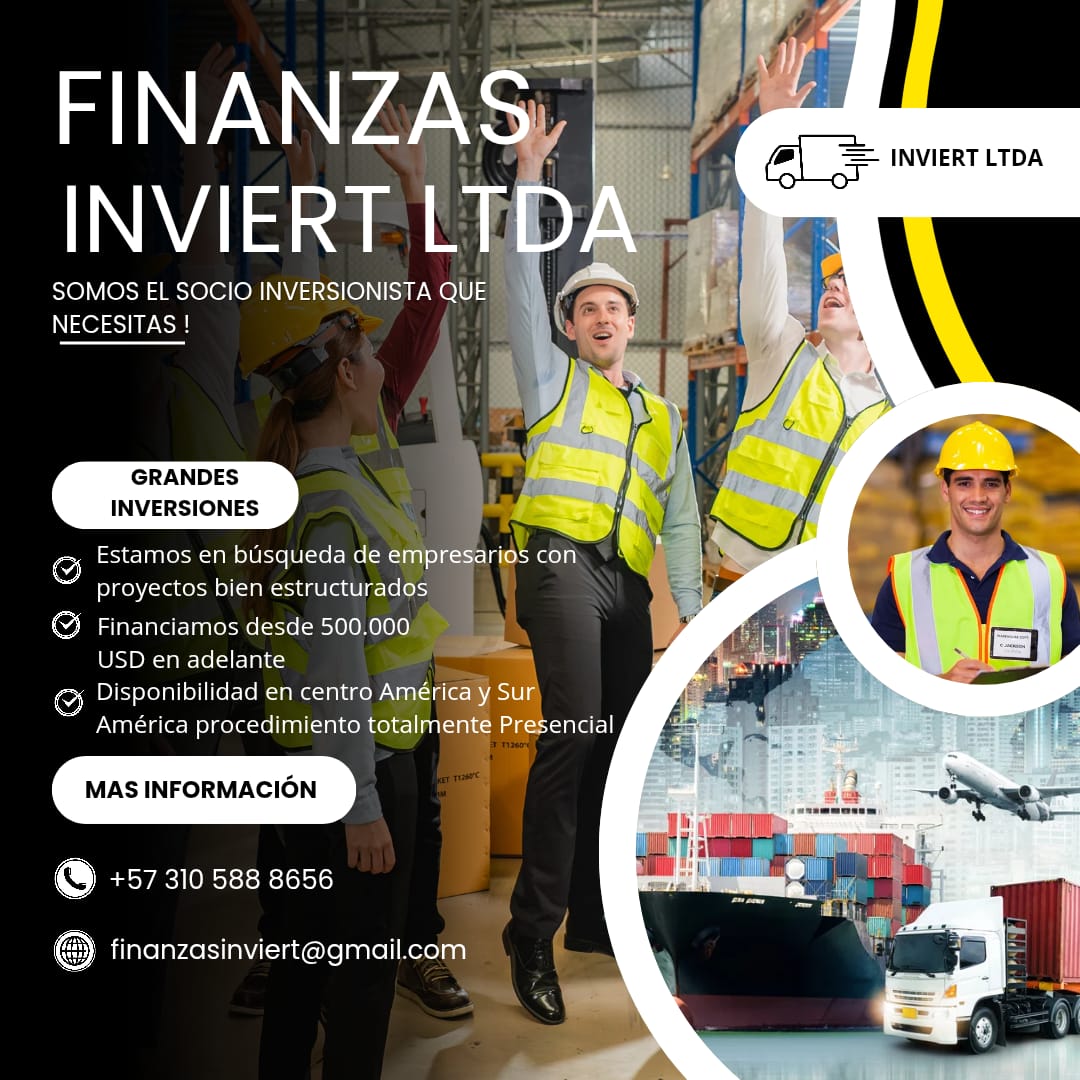 FINANZAS
INVIERT LTDA
INVIERT LTDA
SOMOS EL SOCIO INVERSIONISTA QUE
NECESITAS !
GRANDES
INVERSIONES
Estamos en búsqueda de empresarios con
proyectos bien estructurados
Financiamos desde 500.000
USD en adelante
Disponibilidad en centro América y Sur
América procedimiento totalmente Presencial
MAS INFORMACIÓN
+57 310 588 8656
finanzasinviert@gmail.com
T1260°C
T1260°C